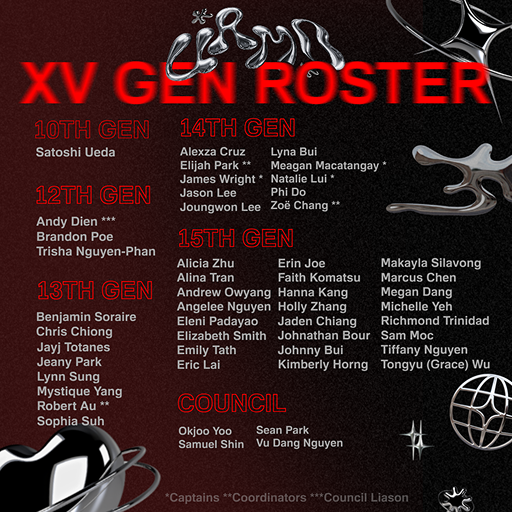 XV GEN ROSTER
10TH GEN
Satoshi Ueda
12TH GEN
Andy Dien ***
Brandon Poe
Trisha Nguyen-Phan
13TH GEN
Benjamin Soraire
Chris Chiong
Jayj Totanes
Jeany Park
Lynn Sung
Mystique Yang
Robert Au **
Sophia Suh
14TH GEN
Alexza Cruz
Elijah Park **
James Wright *
Jason Lee
Joungwon Lee
Lyna Bui
Meagan Macatangay *
Natalie Lui *
Phi Do
Zoë Chang **
15TH GEN
Alicia Zhu
Alina Tran
Andrew Owyang
Angelee Nguyen
Eleni Padayao
Elizabeth Smith
Emily Tath
Eric Lai
Erin Joe
Faith Komatsu
Hanna Kang
Holly Zhang
Jaden Chiang
Johnathan Bour
Johnny Bui
Kimberly Horng
Makayla Silavong
Marcus Chen
Megan Dang
Michelle Yeh
Richmond Trinidad
Sam Moc
Tiffany Nguyen
Tongyu (Grace) Wu
COUNCIL
Okjoo Yoo
Samuel Shin
Sean Park
Vu Dang Nguyen
*Captains **Coordinators ***Council Liason